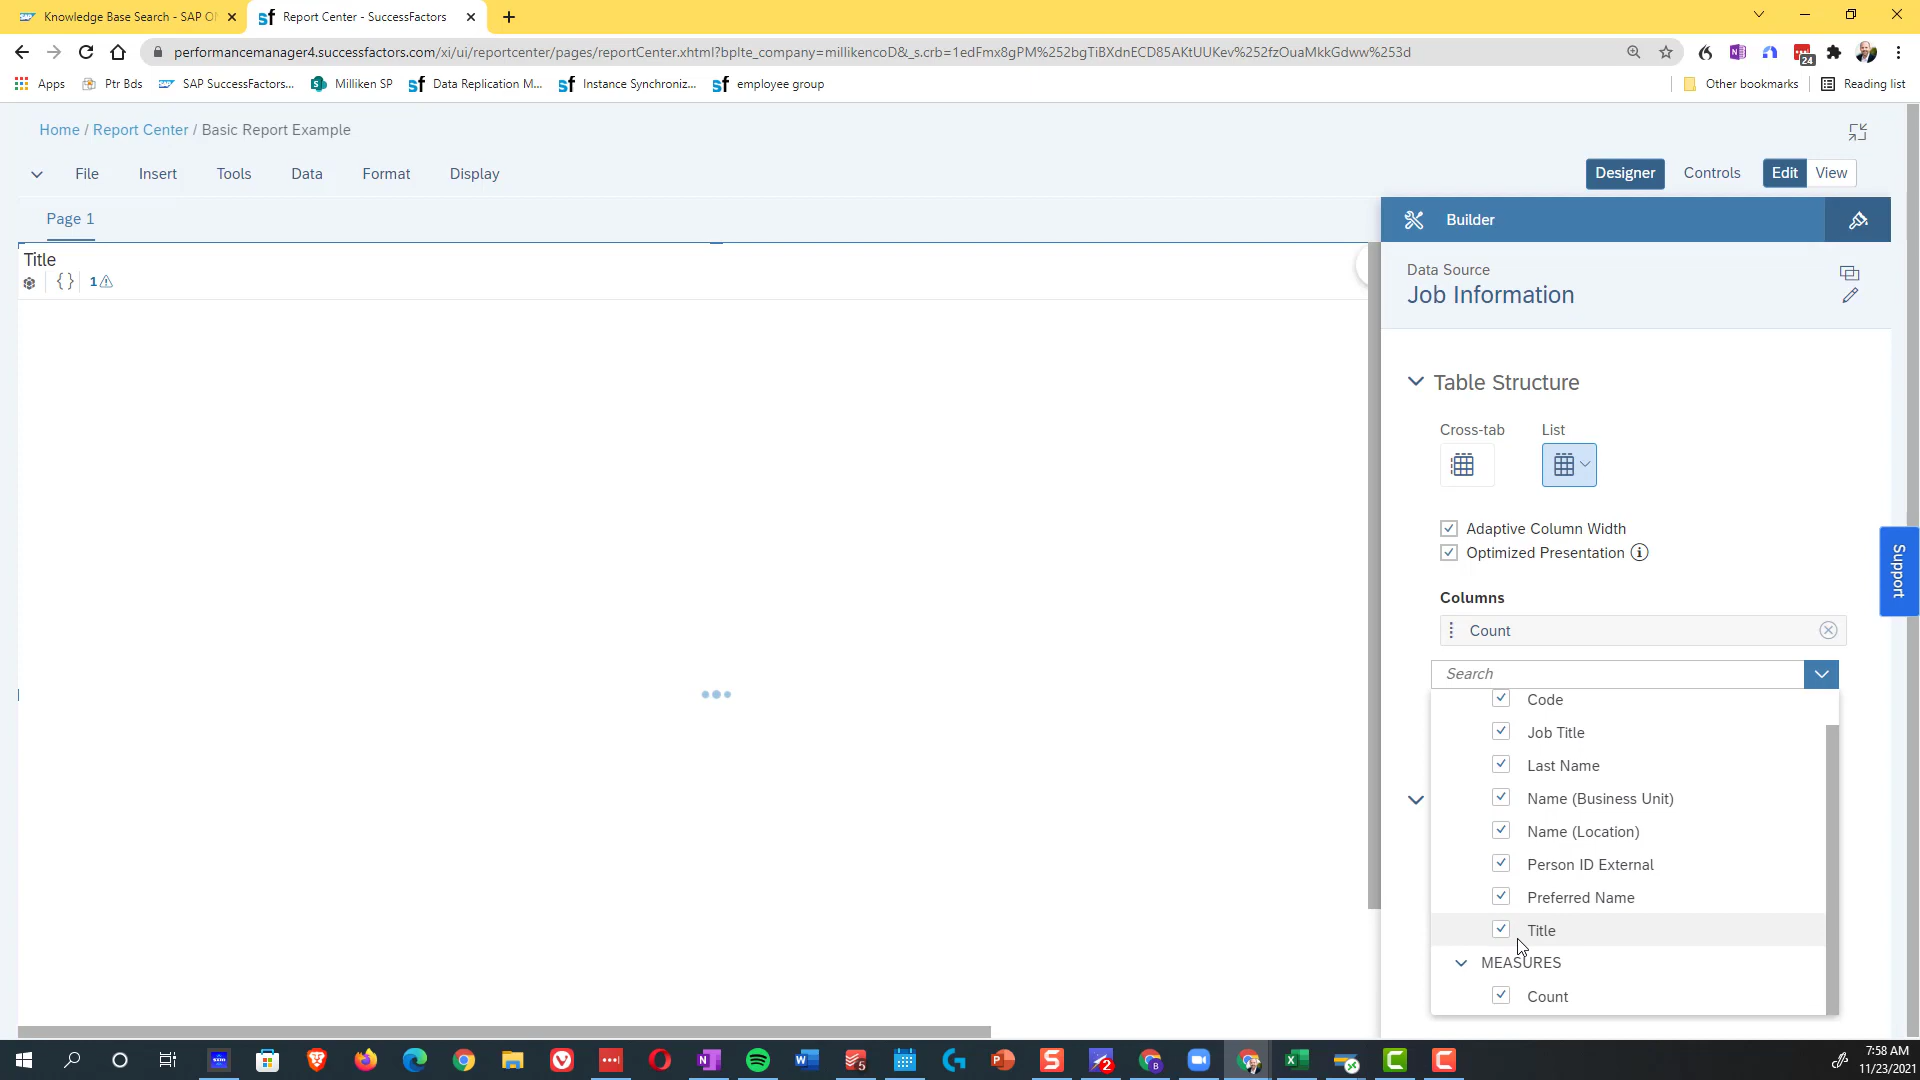 Knowledge Base Search - SAP ON
Report Center - SuccessFactors
performancemanager4.successfactors.com/xi/ui/reportcenter/pages/reportCenter.xhtml?bplte_company=millikencoD&_s.crb=1edFmx8gPM%252bgTiBXdnECD85AKtUUKev%252fzOuaMkkGdww%253d
24
Apps
Ptr Bds
SAP SuccessFactors...
Milliken SP
Data Replication M...
Instance Synchroniz...
employee group
Other bookmarks
Reading list
Home / Report Center / Basic Report Example
File
Insert
Tools
Data
Format
Display
Designer
Controls
Edit
View
Page 1
Builder
Title
{} 1
Data Source
Job Information
Table Structure
Cross-tab
List
Adaptive Column Width
Optimized Presentation
Support
Columns
Count
Search
Code
Job Title
Last Name
Name (Business Unit)
Name (Location)
Person ID External
Preferred Name
Title
MEASURES
Count
7:58 AM
11/23/2021